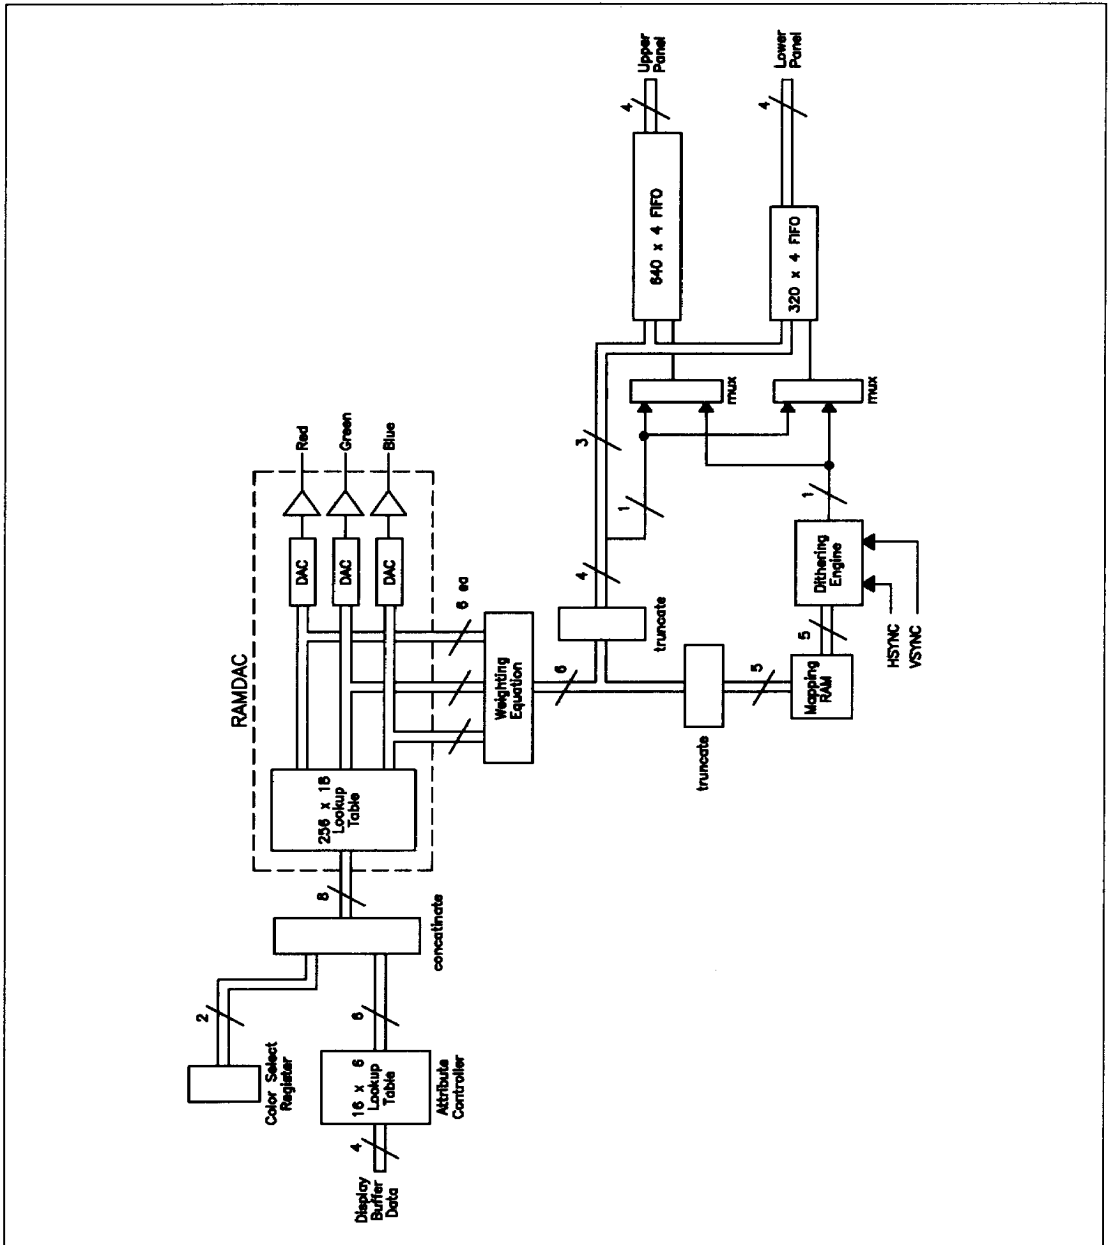 Upper
Panel
Lower
Panel
4
4
640 x 4 FIFO
320 x 4 FIFO
mux
mux
3
1
1
4
truncate
Dithering
Engine
5
HSYNC
VSYNC
Mapping
RAM
5
truncate
6
Weighting
Equation
6 ea
Red
Green
Blue
DAC
DAC
DAC
RAMDAC
256 x 18
Lookup
Table
8
concatinate
2
6
Color Select
Register
16 x 6
Lookup
Table
Attribute
Controller
4
Display
Buffer
Data